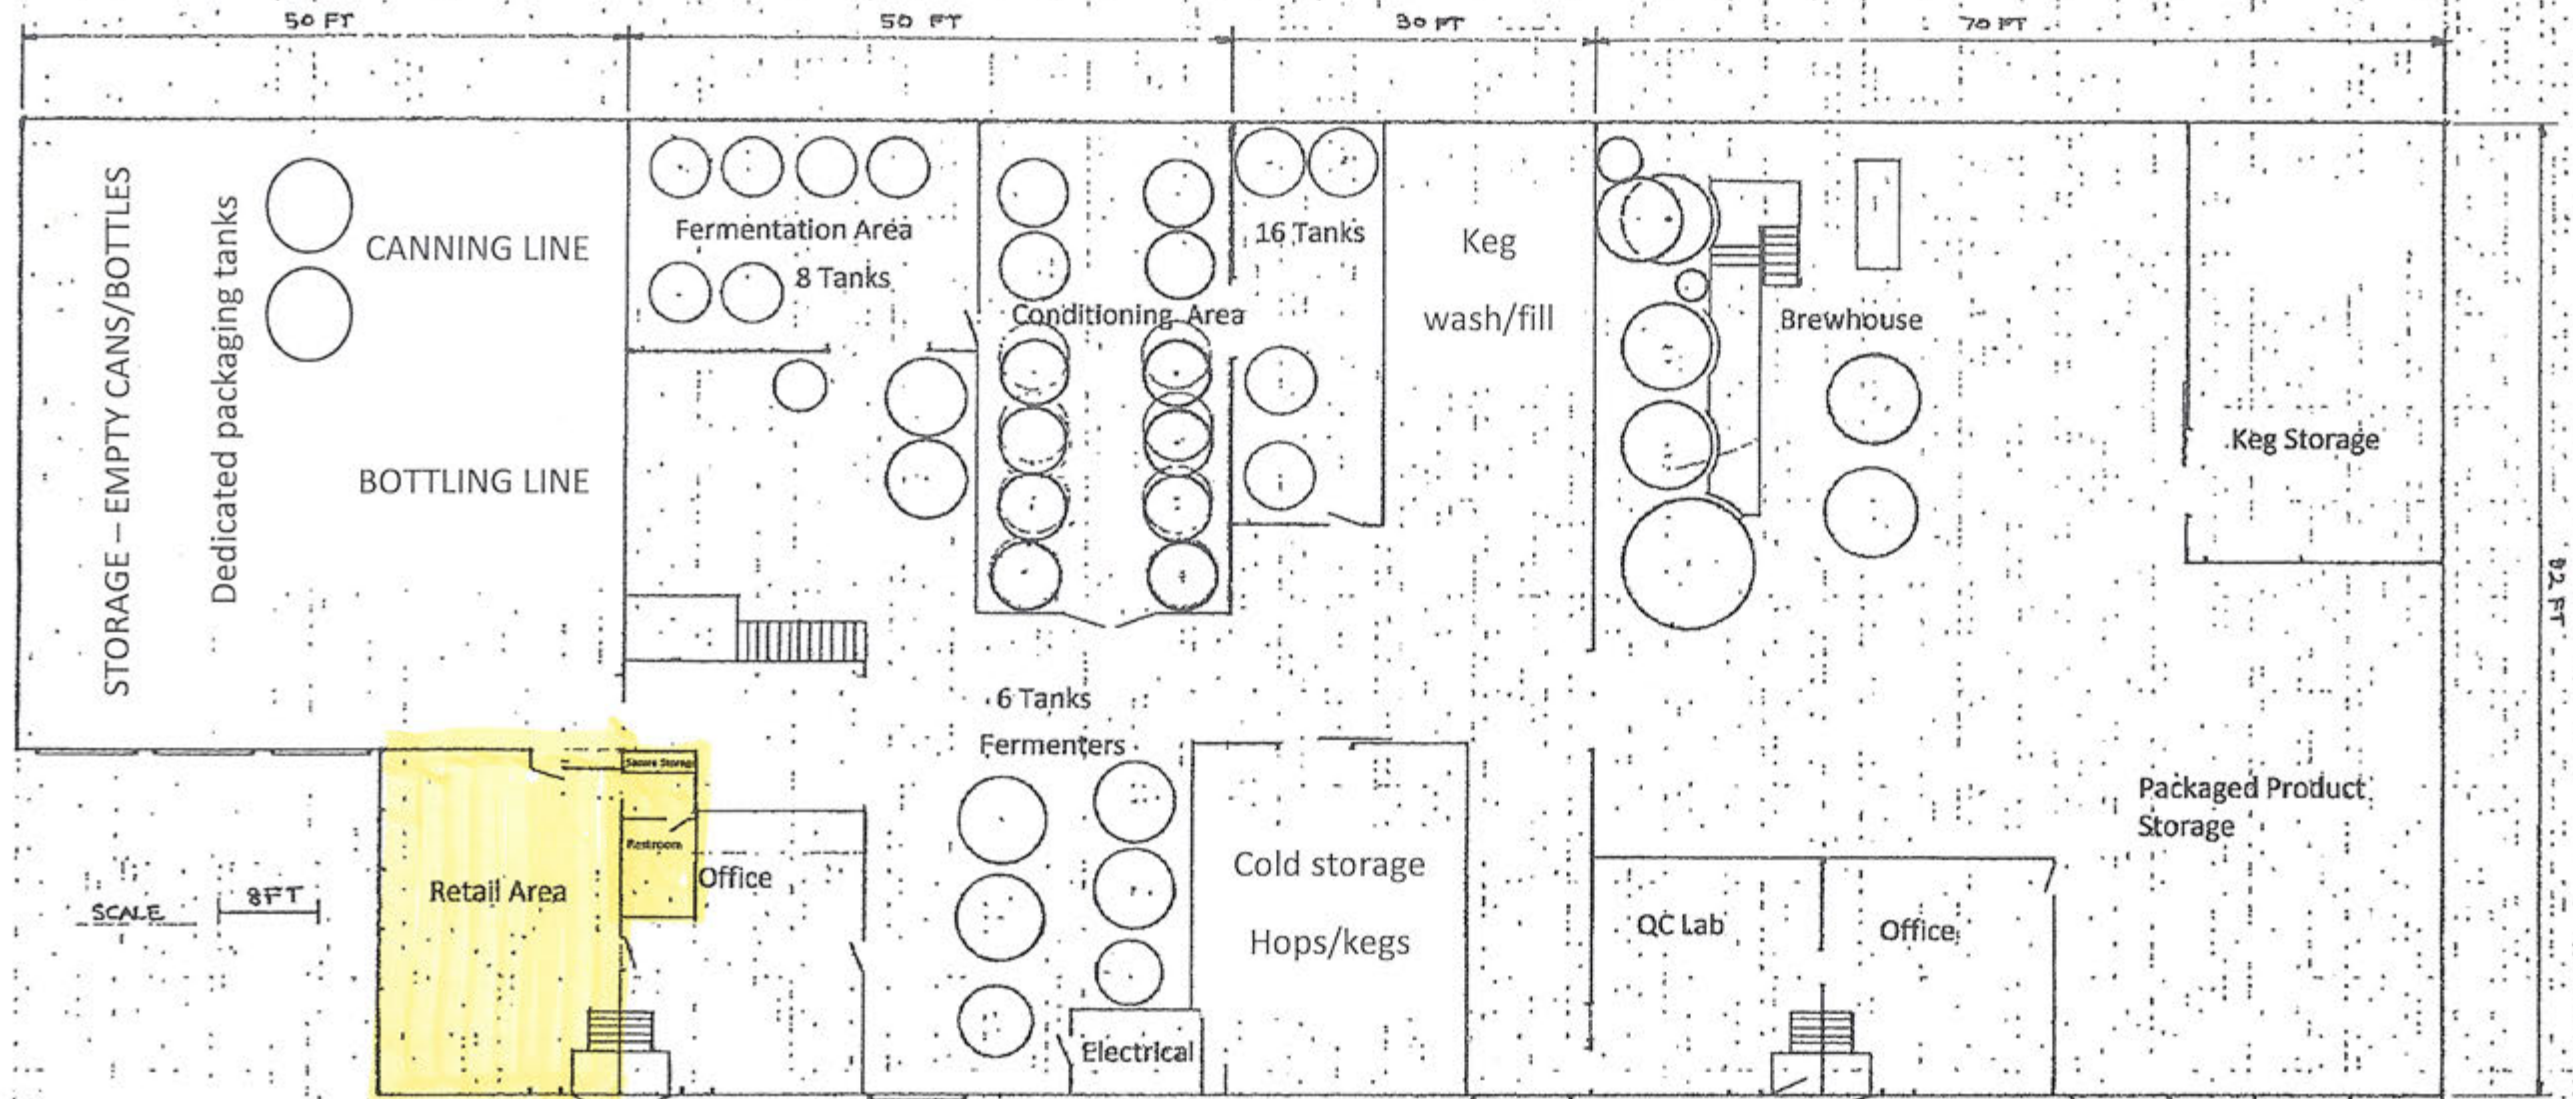 50 FT
50 FT
30 FT
70 FT
STORAGE – EMPTY CANS/BOTTLES
Dedicated packaging tanks
CANNING LINE
BOTTLING LINE
Fermentation Area
8 Tanks
Conditioning Area
16 Tanks
Keg
wash/fill
Brewhouse
Keg Storage
82 FT
6 Tanks
Fermenters
Secure Storage
Restroom
Retail Area
Office
SCALE
8FT
Cold storage
Hops/kegs
Electrical
QC Lab
Office
Packaged Product
Storage